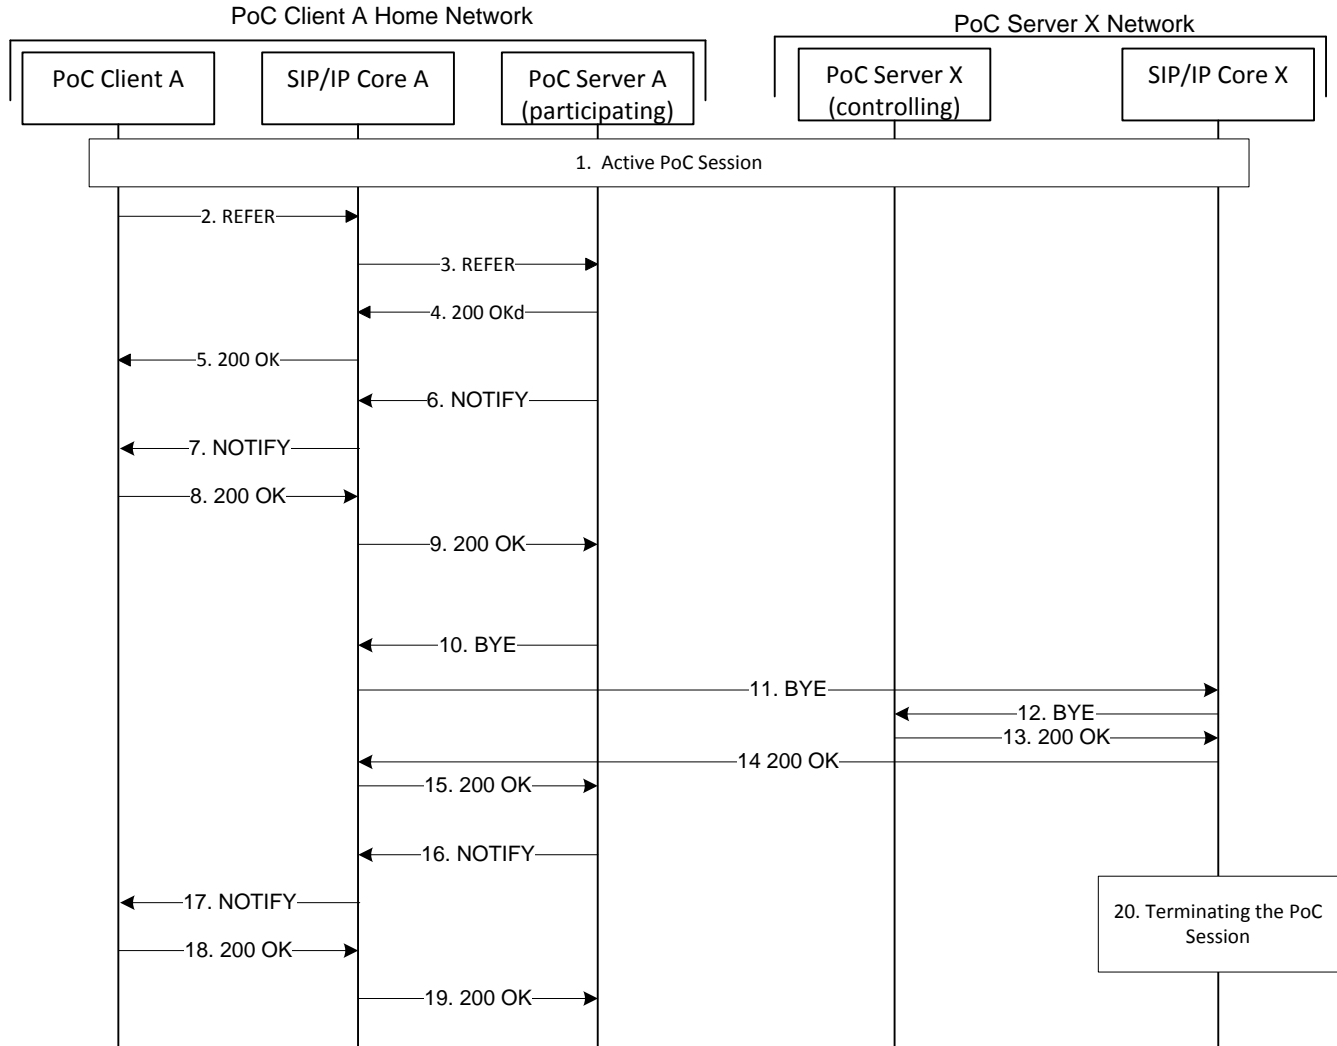 PoC Client A Home Network
PoC Server X Network
PoC Client A
SIP/IP Core A
PoC Server A
(participating)
PoC Server X
(controlling)
SIP/IP Core X
1. Active PoC Session
2. REFER
3. REFER
4. 200 OKd
5. 200 OK
6. NOTIFY
7. NOTIFY
8. 200 OK
9. 200 OK
10. BYE
11. BYE
12. BYE
13. 200 OK
14 200 OK
15. 200 OK
16. NOTIFY
17. NOTIFY
20. Terminating the PoC
Session
18. 200 OK
19. 200 OK